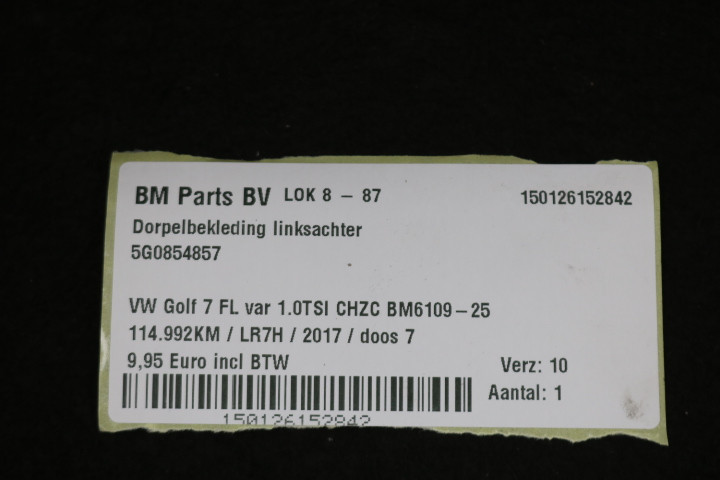 BM Parts BV LOK 8 - 87 150126152842
Dorpelbekleding linksachter
5G0854857
VW Golf 7 FL var 1.0TSI CHZC BM6109-25
114.992KM / LR7H / 2017 / doos 7
9,95 Euro incl BTW Verz: 10
Aantal: 1
150126152842